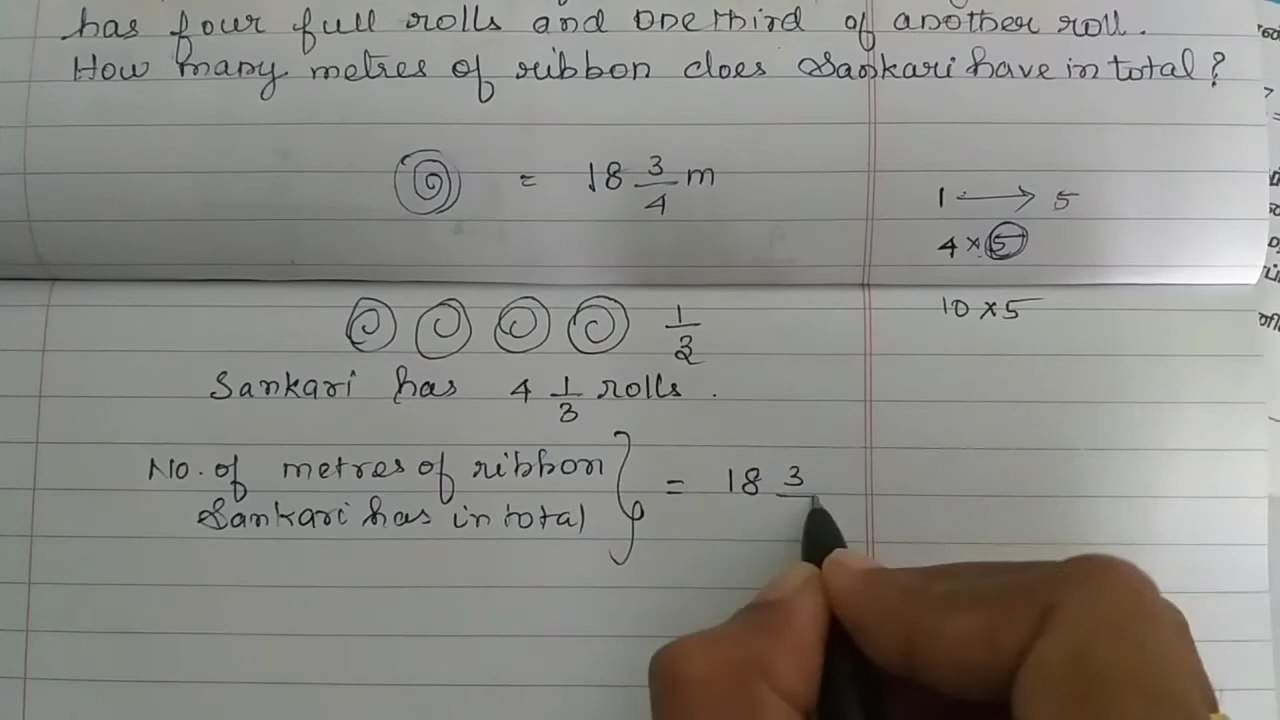 has four full rolls and one third of another roll.
How many metres of ribbon does Sankari have in total?
= 18 3/4 m
1 → 5
4 × 5
10 × 5
1/3
Sankari has 4 1/3 rolls.
No. of metres of ribbon
Sankari has in total } = 18 3